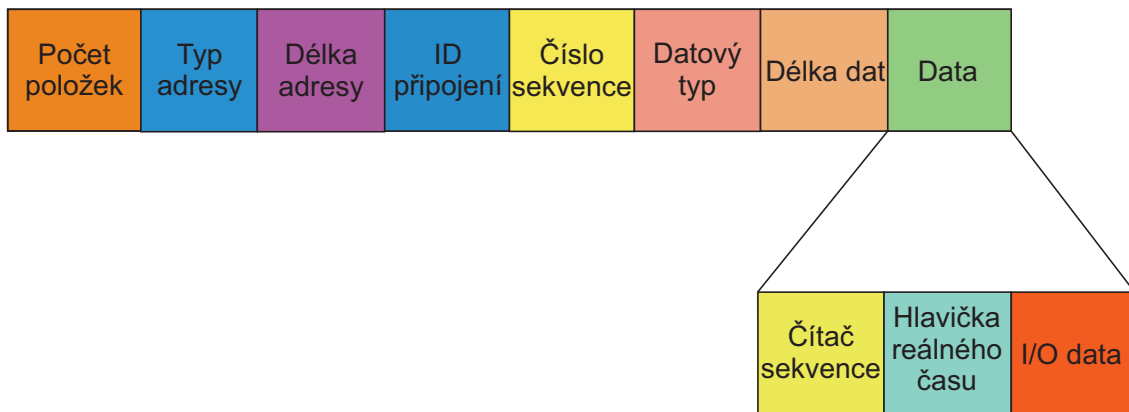 Počet
položek
Typ
adresy
Délka
adresy
ID
připojení
Číslo
sekvence
Datový
typ
Délka dat
Data
Čítač
sekvence
Hlavička
reálného
času
I/O data